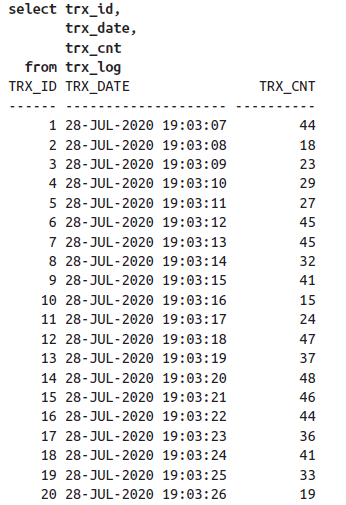 select trx_id,
       trx_date,
       trx_cnt
  from trx_log
TRX_ID TRX_DATE                TRX_CNT
------ -------------------- ----------
     1 28-JUL-2020 19:03:07         44
     2 28-JUL-2020 19:03:08         18
     3 28-JUL-2020 19:03:09         23
     4 28-JUL-2020 19:03:10         29
     5 28-JUL-2020 19:03:11         27
     6 28-JUL-2020 19:03:12         45
     7 28-JUL-2020 19:03:13         45
     8 28-JUL-2020 19:03:14         32
     9 28-JUL-2020 19:03:15         41
    10 28-JUL-2020 19:03:16         15
    11 28-JUL-2020 19:03:17         24
    12 28-JUL-2020 19:03:18         47
    13 28-JUL-2020 19:03:19         37
    14 28-JUL-2020 19:03:20         48
    15 28-JUL-2020 19:03:21         46
    16 28-JUL-2020 19:03:22         44
    17 28-JUL-2020 19:03:23         36
    18 28-JUL-2020 19:03:24         41
    19 28-JUL-2020 19:03:25         33
    20 28-JUL-2020 19:03:26         19